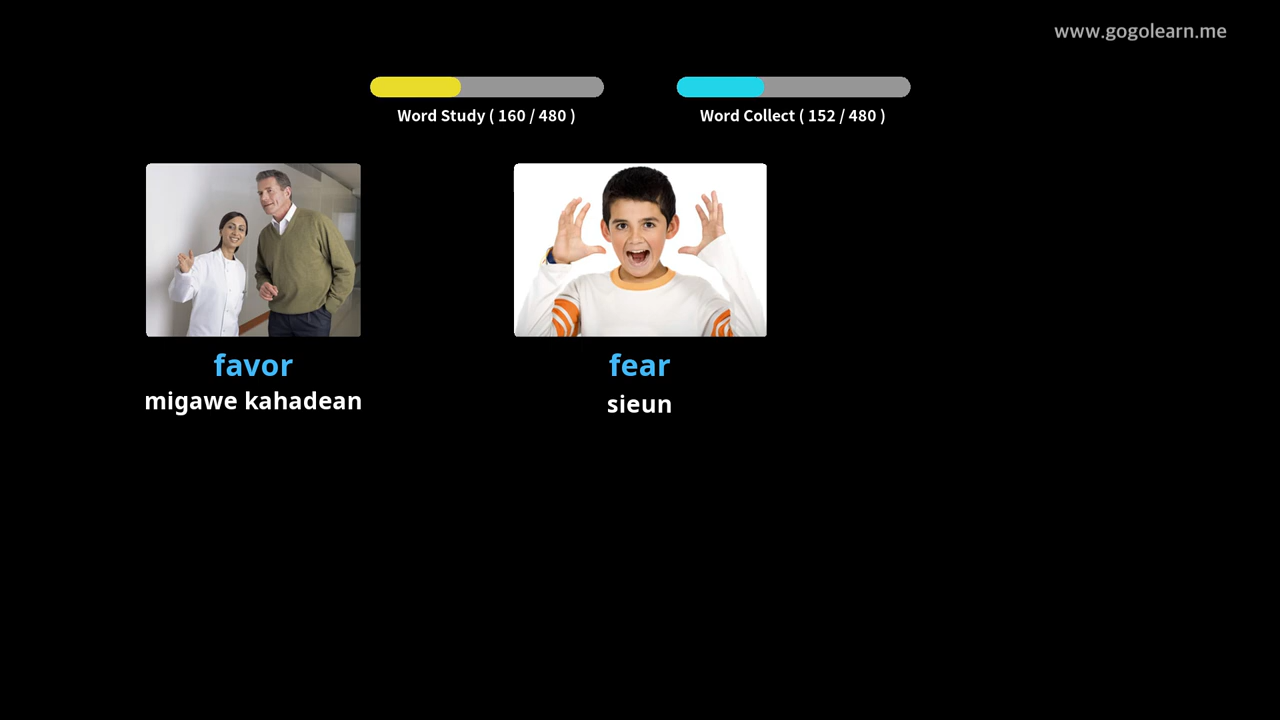 www.gogolearn.me
Word Study ( 160 / 480 )
Word Collect ( 152 / 480 )
favor
migawe kahadean
fear
sieun